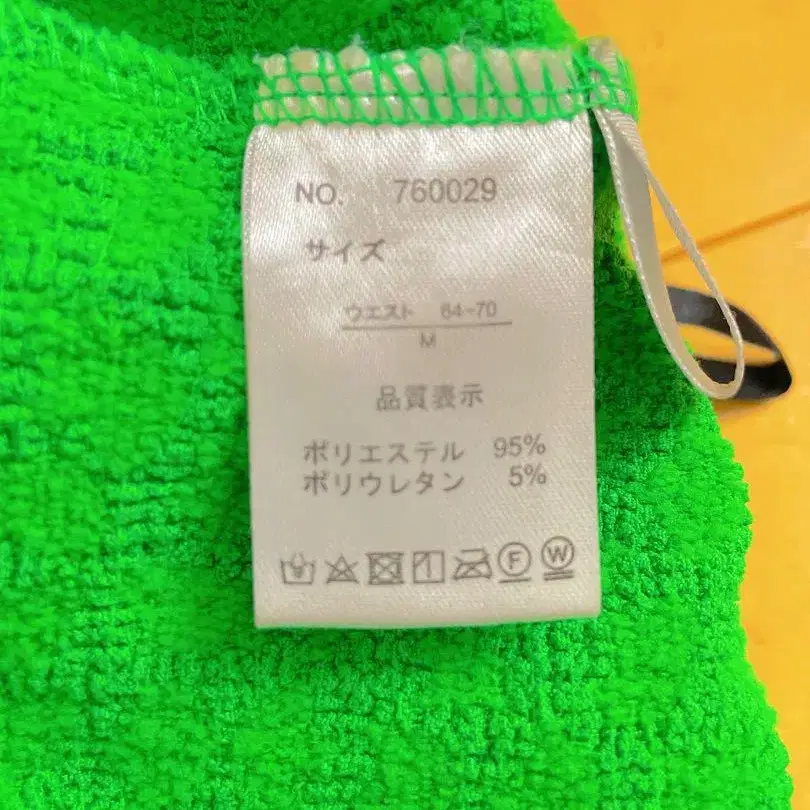 NO. 760029
サイズ
ウエスト 64-70
M
品質表示
ポリエステル 95%
ポリウレタン 5%
F W